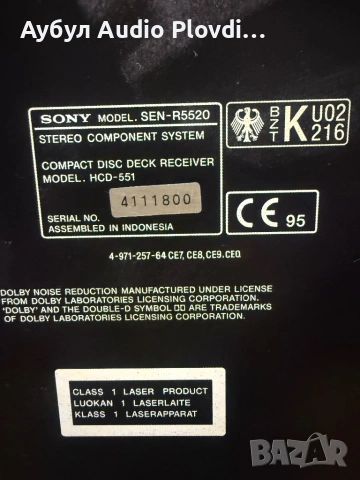 Аубул Аудио Plovdi...
SONY MODEL. SEN-R5520
STEREO COMPONENT SYSTEM
COMPACT DISC DECK RECEIVER
MODEL. HCD-551
4111800
SERIAL NO.
ASSEMBLED IN INDONESIA
BZT K U02 216
CE 95
4-971-257-64 CE7, CE8, CE9. CE0.
DOLBY NOISE REDUCTION MANUFACTURED UNDER LICENSE
FROM DOLBY LABORATORIES LICENSING CORPORATION.
'DOLBY' AND THE DOUBLE-D SYMBOL ARE TRADEMARKS
OF DOLBY LABORATORIES LICENSING CORPORATION.
CLASS 1 LASER PRODUCT
LUOKAN 1 LASERLAITE
KLASS 1 LASERAPPARAT
BAZAR